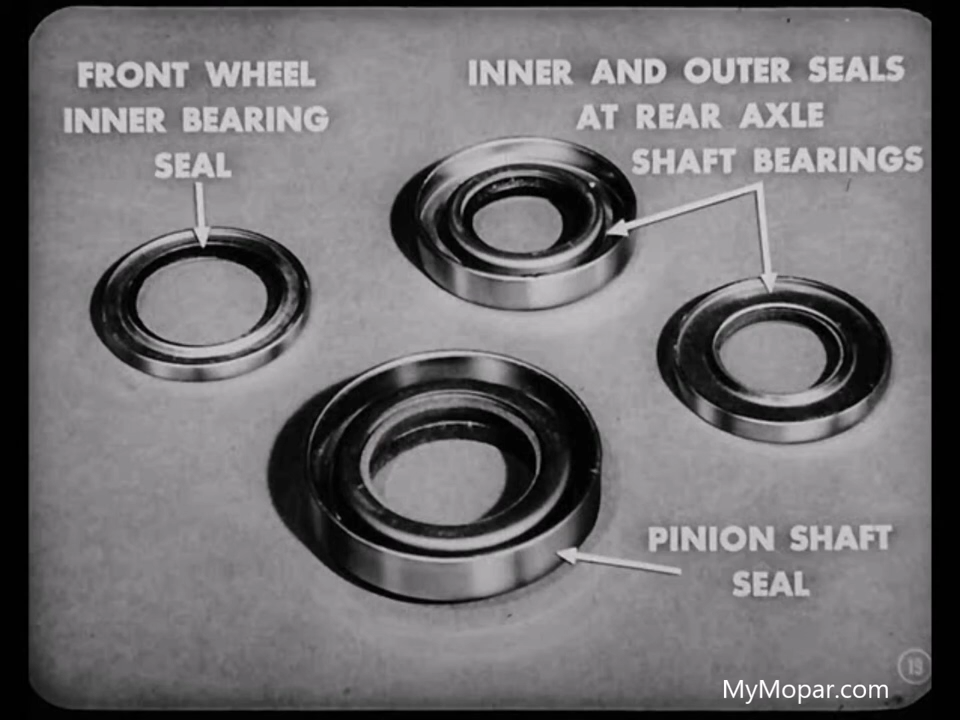 FRONT WHEEL
INNER BEARING
SEAL
INNER AND OUTER SEALS
AT REAR AXLE
SHAFT BEARINGS
PINION SHAFT
SEAL
19
MyMopar.com